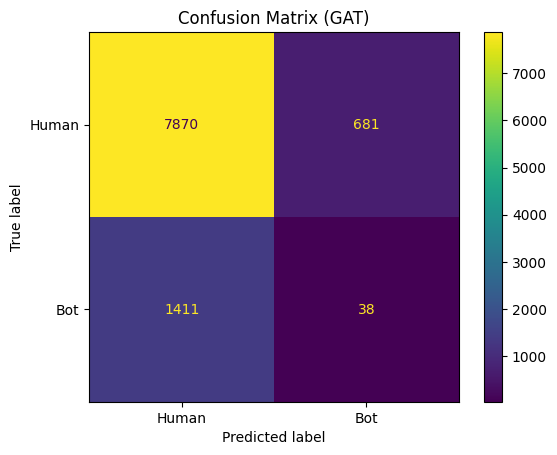 Confusion Matrix (GAT)
True label
Human
7870
681
Bot
1411
38
Human
Bot
Predicted label
7000
6000
5000
4000
3000
2000
1000